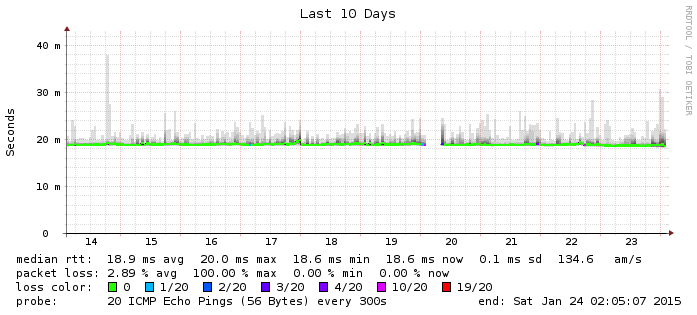 Last 10 Days
RRDTOOL / TOBI OETIKER
Seconds
40 m
30 m
20 m
10 m
0
14 15 16 17 18 19 20 21 22 23
median rtt: 18.9 ms avg 20.0 ms max 18.6 ms min 18.6 ms now 0.1 ms sd 134.6 am/s
packet loss: 2.89 % avg 100.00 % max 0.00 % min 0.00 % now
loss color: 0 1/20 2/20 3/20 4/20 10/20 19/20
probe: 20 ICMP Echo Pings (56 Bytes) every 300s end: Sat Jan 24 02:05:07 2015